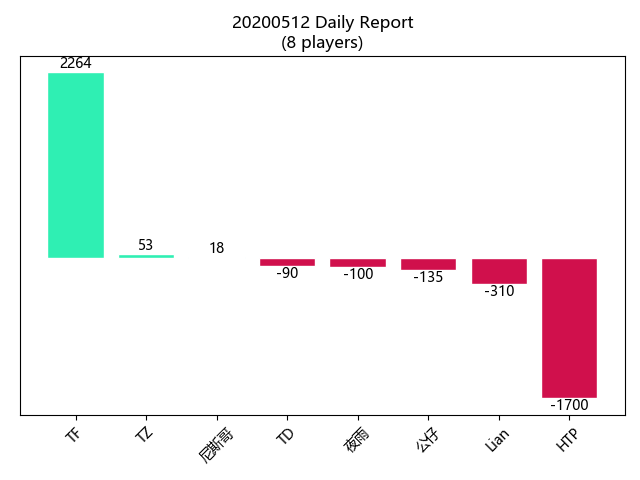 20200512 Daily Report
(8 players)
2264
53
18
-90
-100
-135
-310
-1700
TF
TZ
尼斯哥
TD
夜雨
公仔
Lian
HTP